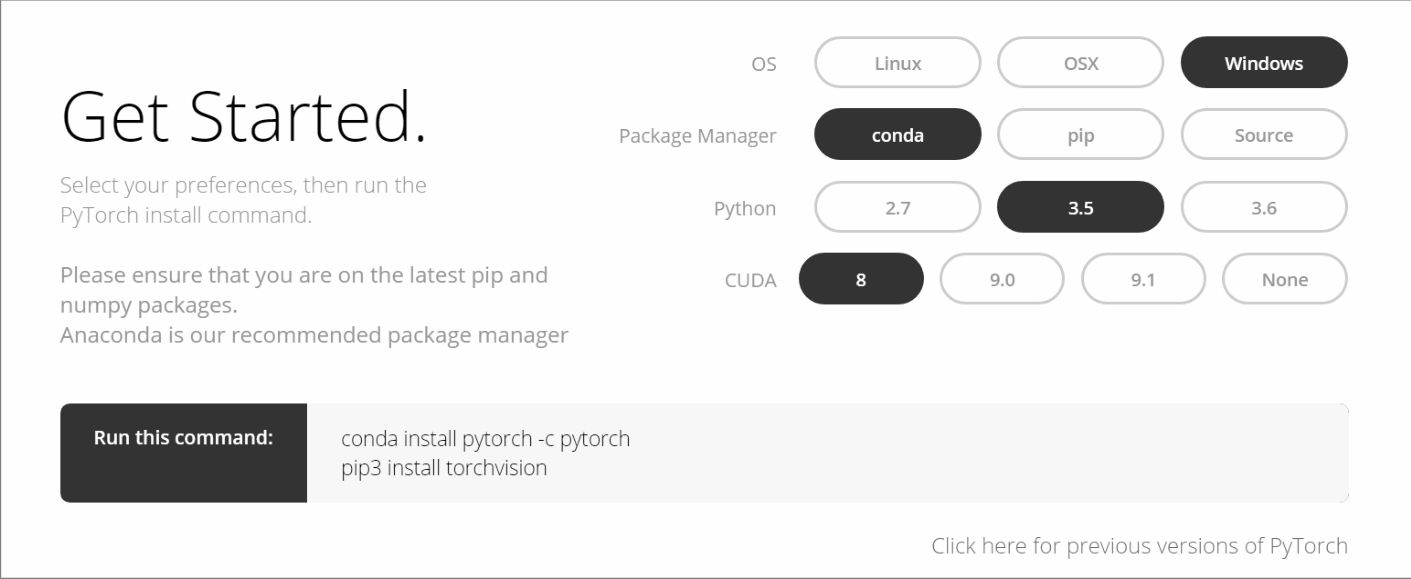 Get Started.
Select your preferences, then run the
PyTorch install command.
Please ensure that you are on the latest pip and
numpy packages.
Anaconda is our recommended package manager
OS Linux OSX Windows
Package Manager conda pip Source
Python 2.7 3.5 3.6
CUDA 8 9.0 9.1 None
Run this command: conda install pytorch -c pytorch
pip3 install torchvision
Click here for previous versions of PyTorch